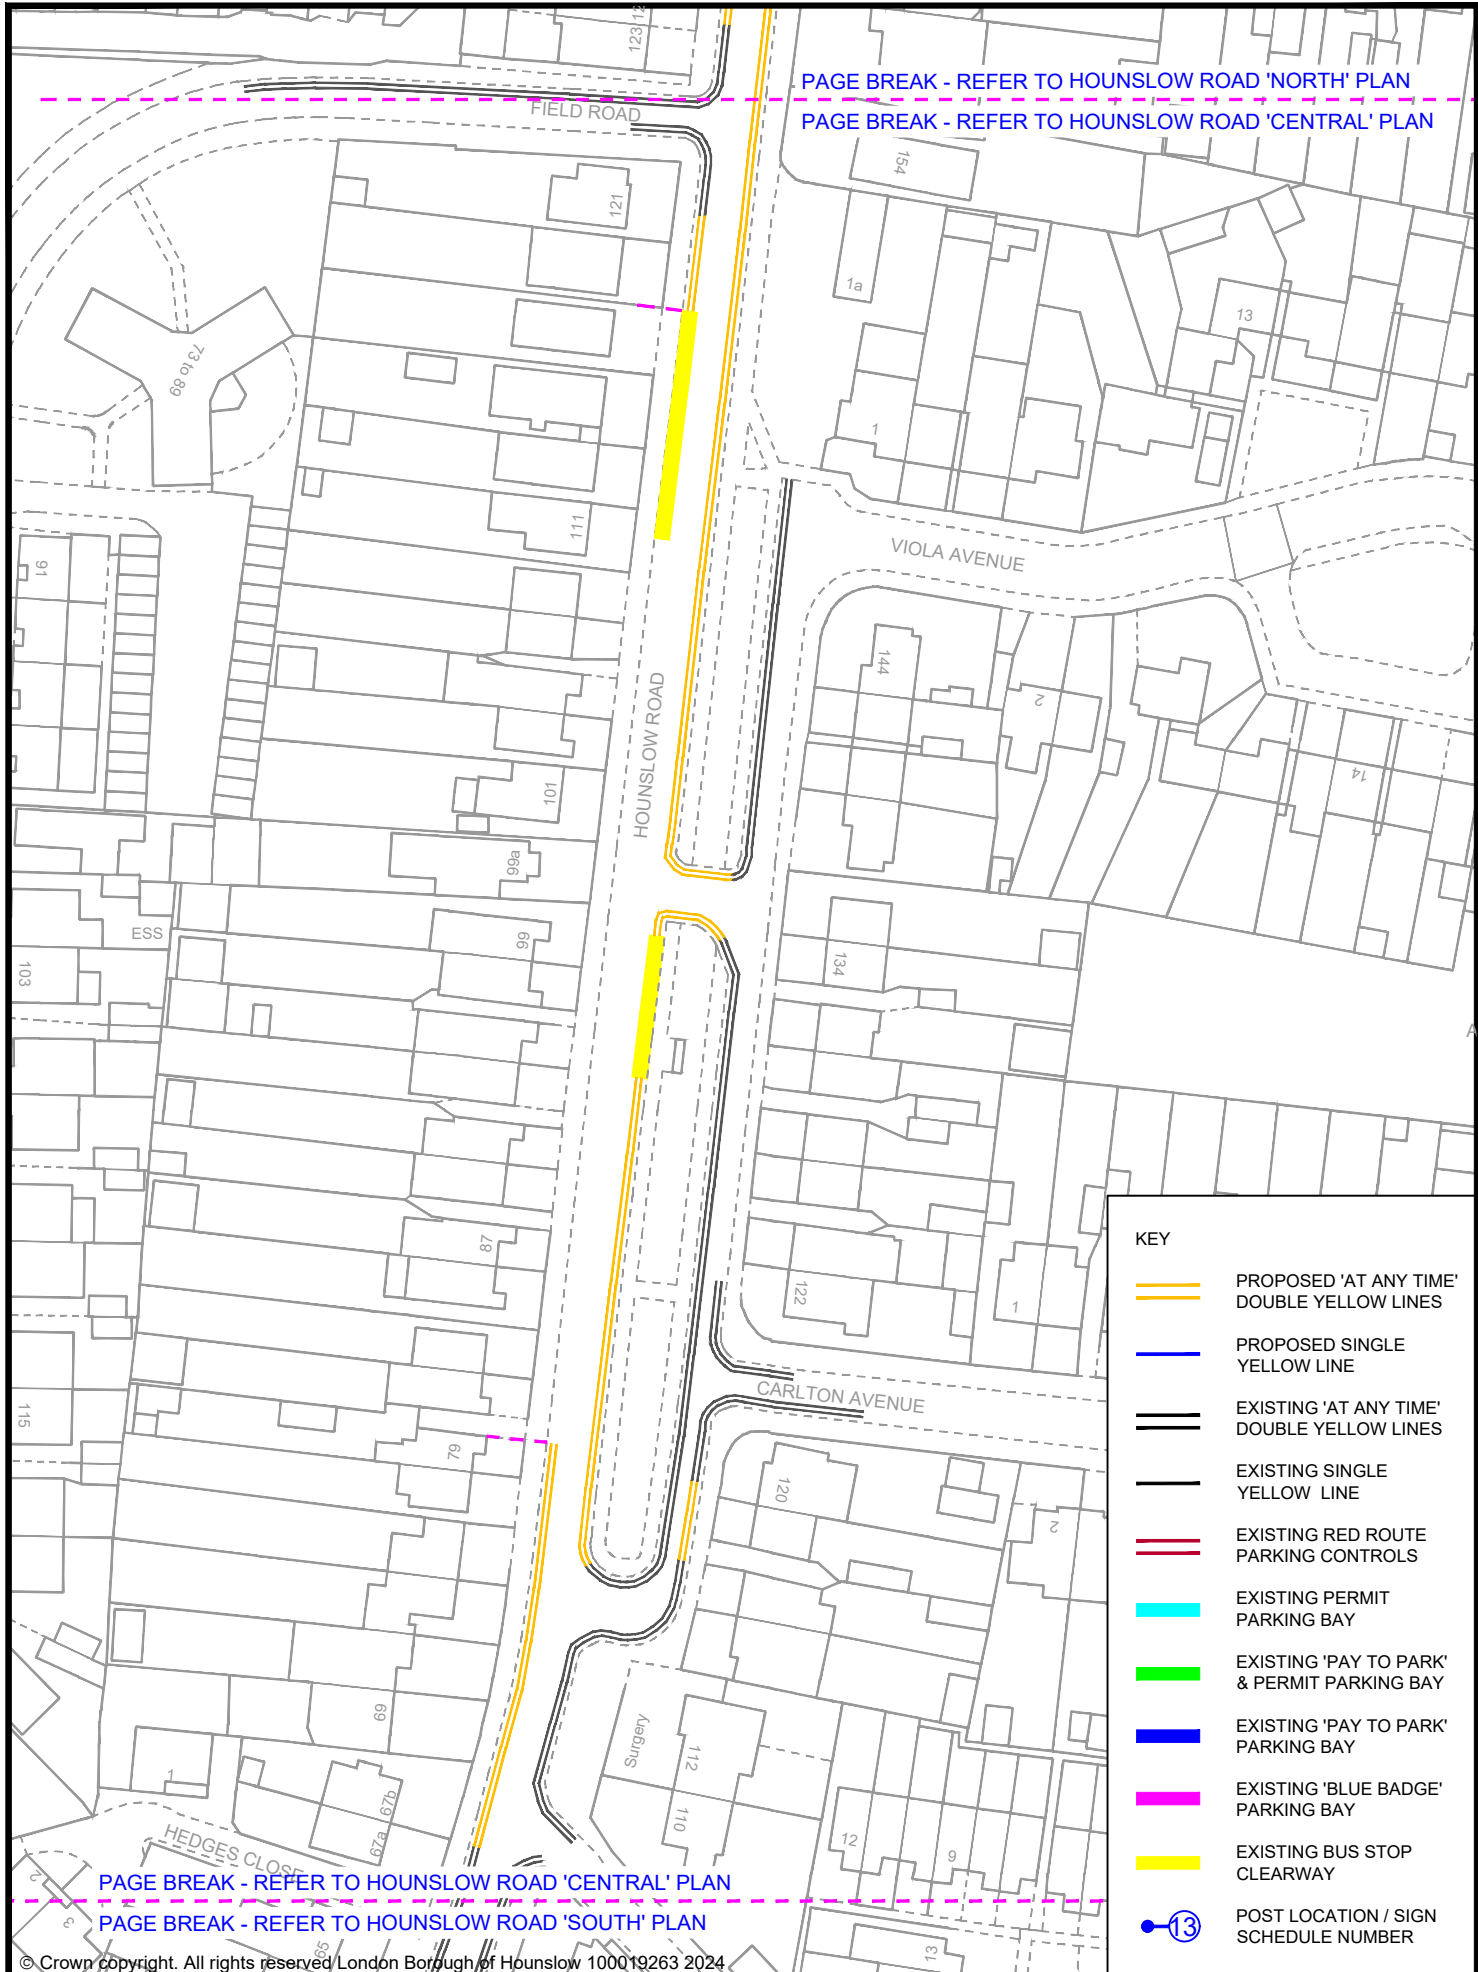 123
12
PAGE BREAK - REFER TO HOUNSLOW ROAD 'NORTH' PLAN
FIELD ROAD
PAGE BREAK - REFER TO HOUNSLOW ROAD 'CENTRAL' PLAN
154
121
1a
13
73 to 89
1
111
VIOLA AVENUE
91
144
2
HOUNSLOW ROAD
14
101
99a
ESS
99
134
103
A
87
122
1
CARLTON AVENUE
115
79
120
2
69
Surgery
112
1
67b
67a
110
12
9
HEDGES CLOSE
2
3
PAGE BREAK - REFER TO HOUNSLOW ROAD 'CENTRAL' PLAN
PAGE BREAK - REFER TO HOUNSLOW ROAD 'SOUTH' PLAN
65
13
© Crown copyright. All rights reserved London Borough of Hounslow 100019263 2024
KEY
PROPOSED 'AT ANY TIME'
DOUBLE YELLOW LINES
PROPOSED SINGLE
YELLOW LINE
EXISTING 'AT ANY TIME'
DOUBLE YELLOW LINES
EXISTING SINGLE
YELLOW LINE
EXISTING RED ROUTE
PARKING CONTROLS
EXISTING PERMIT
PARKING BAY
EXISTING 'PAY TO PARK'
& PERMIT PARKING BAY
EXISTING 'PAY TO PARK'
PARKING BAY
EXISTING 'BLUE BADGE'
PARKING BAY
EXISTING BUS STOP
CLEARWAY
13
POST LOCATION / SIGN
SCHEDULE NUMBER